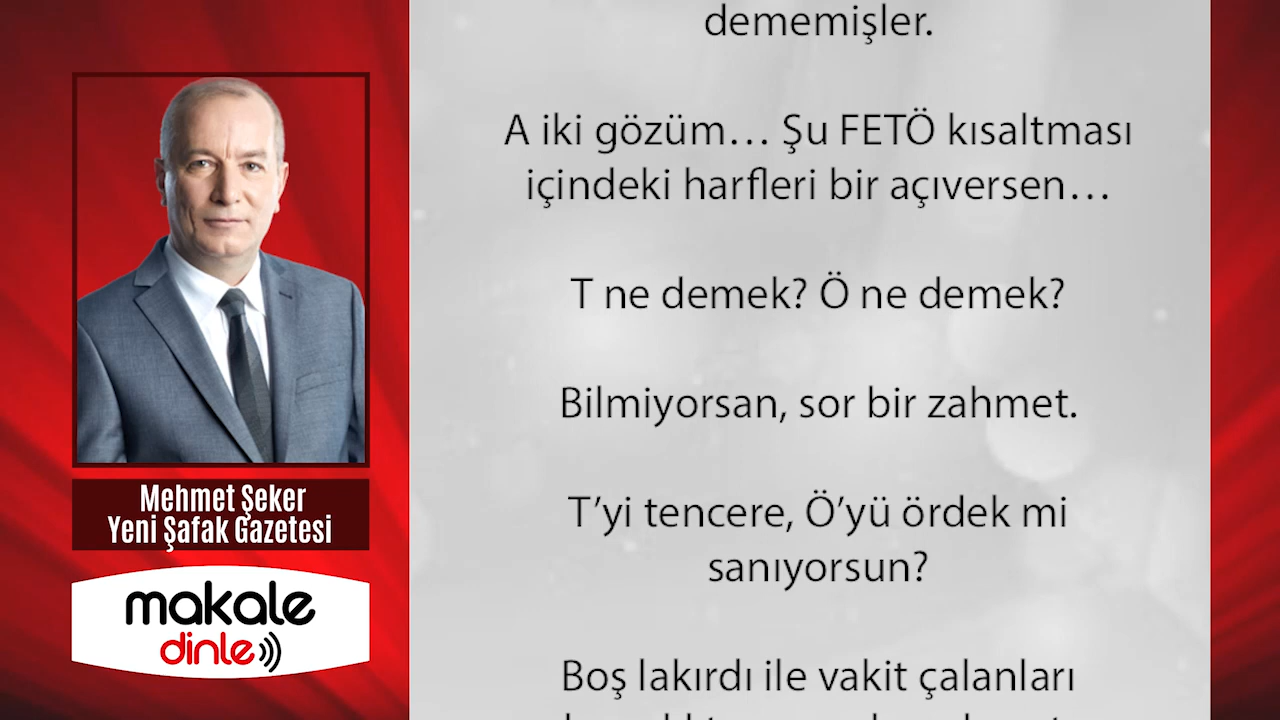 dememişler.
A iki gözüm… Şu FETÖ kısaltması
içindeki harfleri bir açıversen…
T ne demek? Ö ne demek?
Bilmiyorsan, sor bir zahmet.
T’yi tencere, Ö’yü ördek mi
sanıyorsun?
Boş lakırdı ile vakit çalanları
Mehmet Şeker
Yeni Şafak Gazetesi
makale
dinle